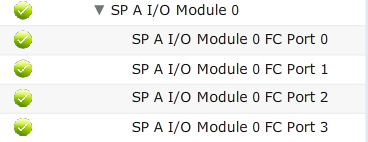 SP A I/O Module 0
SP A I/O Module 0 FC Port 0
SP A I/O Module 0 FC Port 1
SP A I/O Module 0 FC Port 2
SP A I/O Module 0 FC Port 3